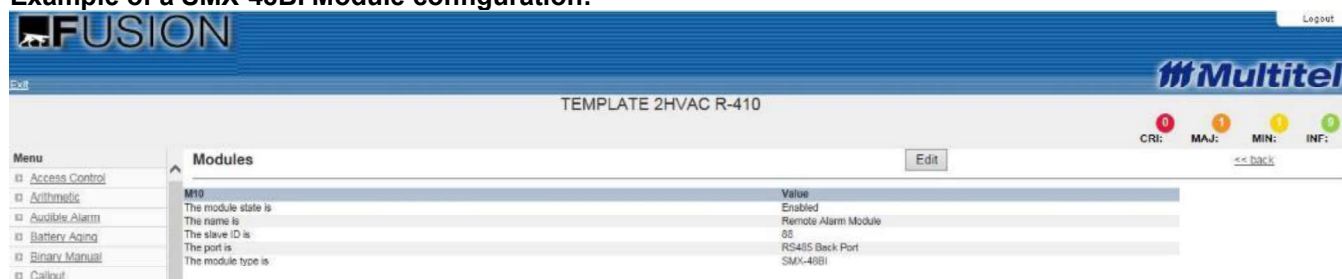 Example of a SMX-48BI Module configuration:
FUSION
Logout
Exit
Multitel
TEMPLATE 2HVAC R-410
0 1 1 0
CRI: MAJ: MIN: INF:
Menu
Modules
Edit
<< back
Access Control
Arithmetic
Audible Alarm
Battery Aging
Binary Manual
Callout
M10 Value
The module state is Enabled
The name is Remote Alarm Module
The slave ID is 88
The port is RS485 Back Port
The module type is SMX-48BI